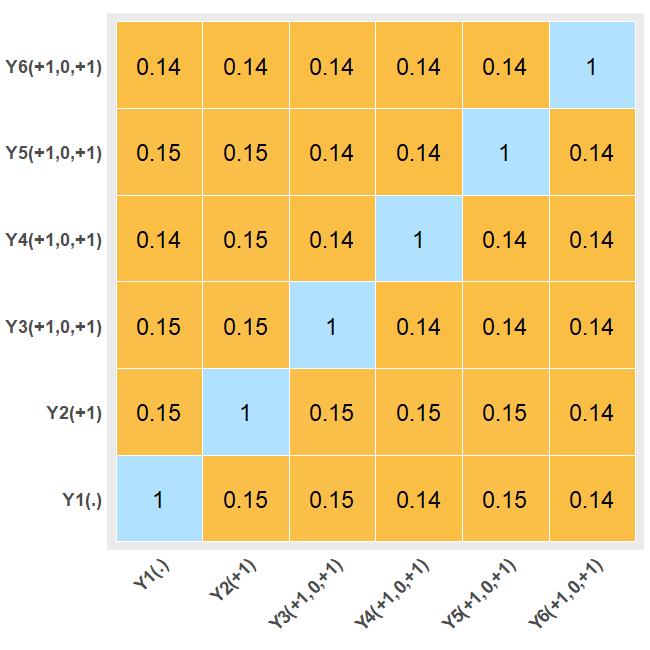 Y6(+1,0,+1) 0.14 0.14 0.14 0.14 0.14 1
Y5(+1,0,+1) 0.15 0.15 0.14 0.14 1 0.14
Y4(+1,0,+1) 0.14 0.15 0.14 1 0.14 0.14
Y3(+1,0,+1) 0.15 0.15 1 0.14 0.14 0.14
Y2(+1) 0.15 1 0.15 0.15 0.15 0.14
Y1(.) 1 0.15 0.15 0.14 0.15 0.14
Y1(.) Y2(+1) Y3(+1,0,+1) Y4(+1,0,+1) Y5(+1,0,+1) Y6(+1,0,+1)